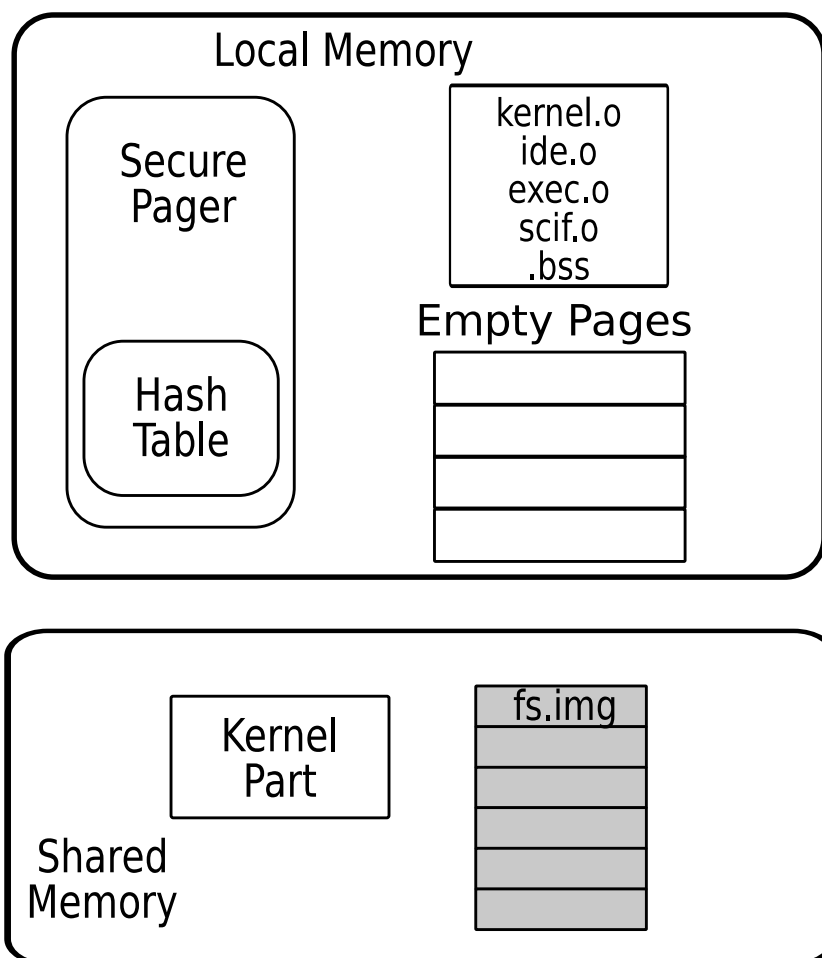 Local Memory
Secure
Pager
Hash
Table
kernel.o
ide.o
exec.o
scif.o
.bss
Empty Pages
Kernel
Part
fs.img
Shared
Memory